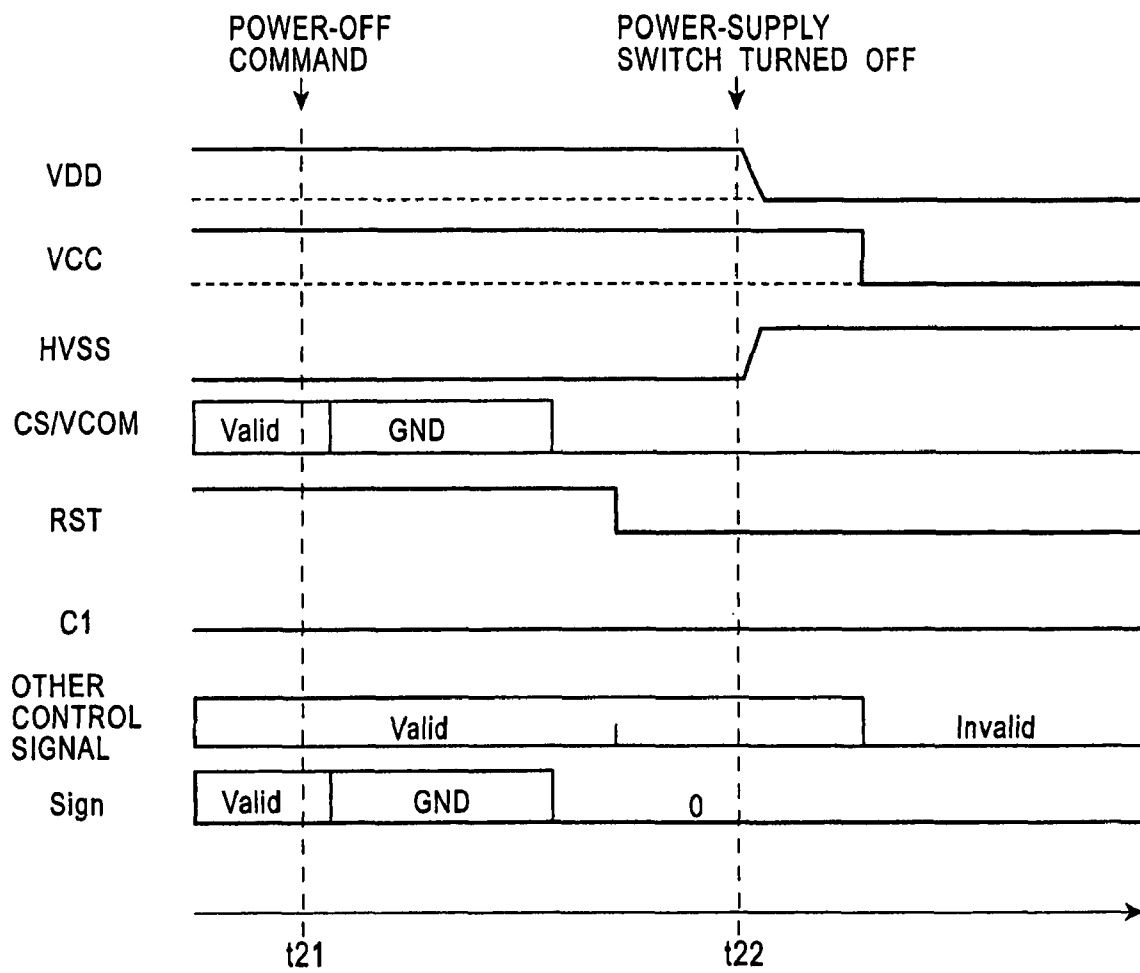 POWER-OFF
COMMAND
POWER-SUPPLY
SWITCH TURNED OFF
VDD
VCC
HVSS
CS/VCOM
Valid
GND
RST
C1
OTHER
CONTROL
SIGNAL
Valid
Invalid
Sign
Valid
GND
0
t21
t22